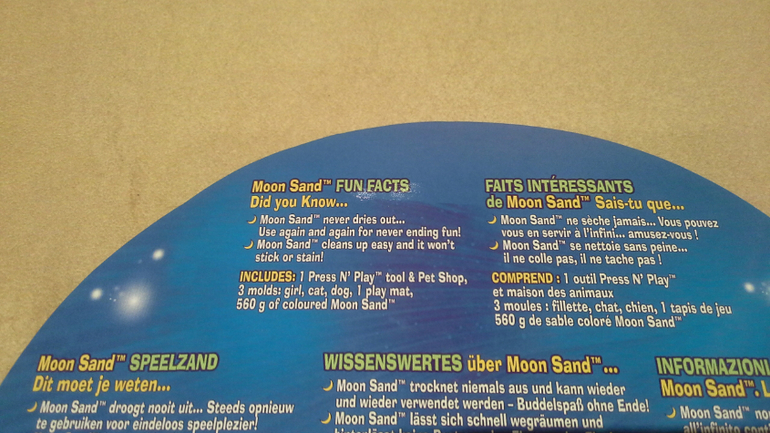 Moon Sand™ FUN FACTS
Did you Know...
Moon Sand™ never dries out...
Use again and again for never ending fun!
Moon Sand™ cleans up easy and it won't
stick or stain!
INCLUDES: 1 Press N' Play™ tool & Pet Shop,
3 molds: girl, cat, dog, 1 play mat,
560 g of coloured Moon Sand™
FAITS INTÉRESSANTS
de Moon Sand™ Sais-tu que...
Moon Sand™ ne sèche jamais... Vous pouvez
vous en servir à l'infini... amusez-vous !
Moon Sand™ se nettoie sans peine...
il ne colle pas, il ne tache pas !
COMPREND : 1 outil Press N' Play™
et maison des animaux
3 moules : fillette, chat, chien, 1 tapis de jeu
560 g de sable coloré Moon Sand™
Moon Sand™ SPEELZAND
Dit moet je weten...
Moon Sand™ droogt nooit uit... Steeds opnieuw
te gebruiken voor eindeloos speelplezier!
WISSENSWERTES über Moon Sand™...
Moon Sand™ trocknet niemals aus und kann wieder
und wieder verwendet werden – Buddelspaß ohne Ende!
Moon Sand™ lässt sich schnell wegräumen und
INFORMAZIONI
Moon Sand™. L
Moon Sand™ no
all'infinito